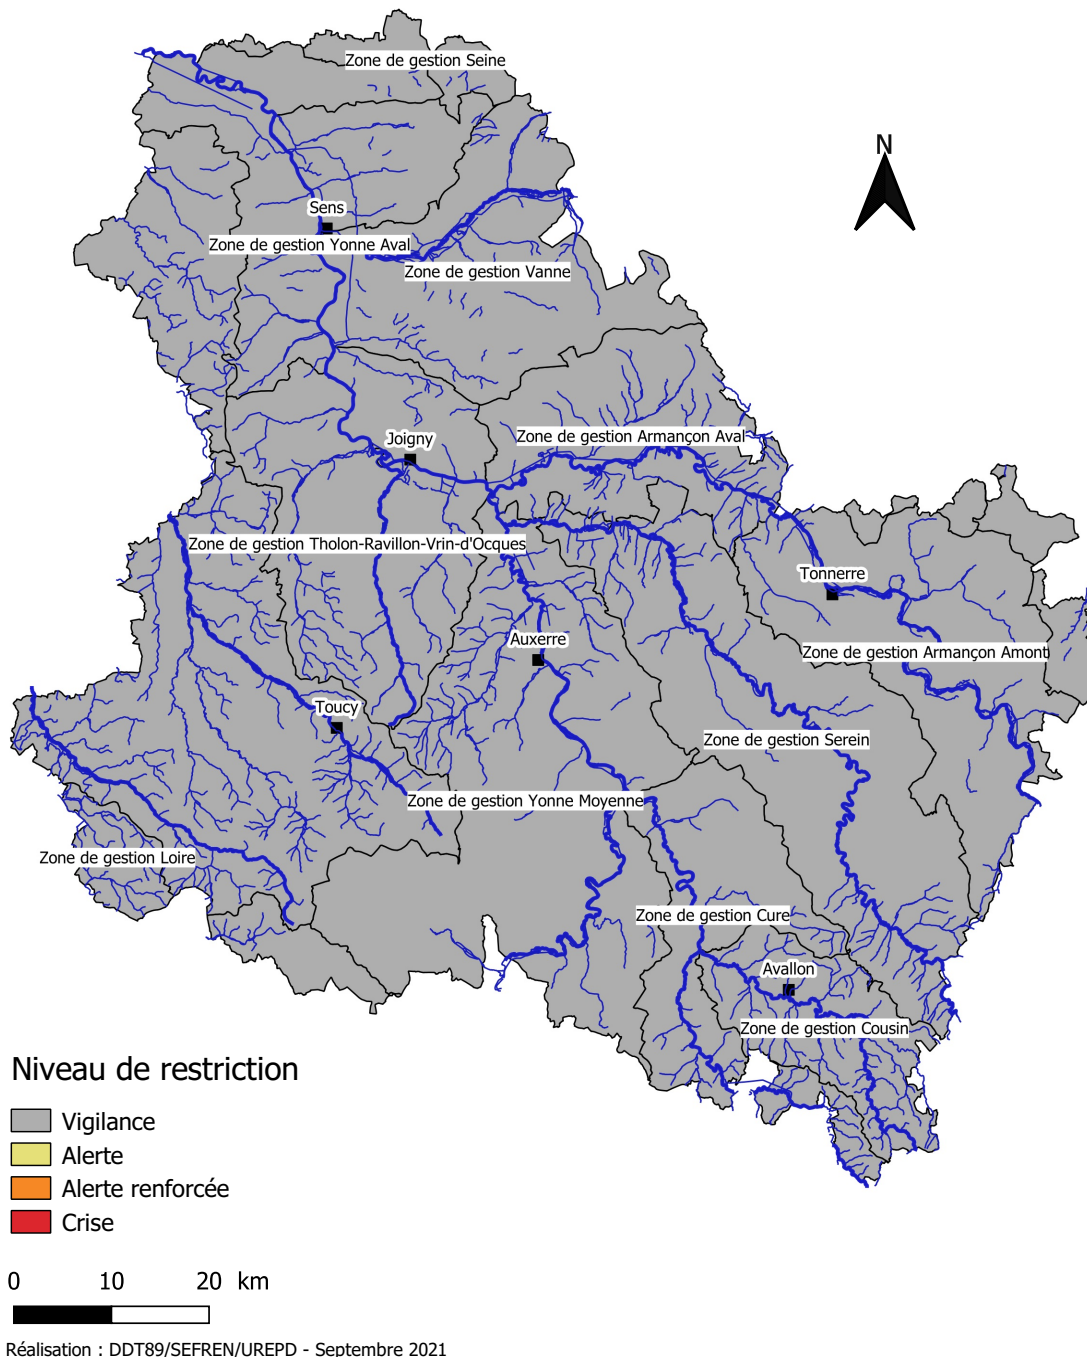 Zone de gestion Seine
N
Sens
Zone de gestion Yonne Aval
Zone de gestion Vanne
Joigny
Zone de gestion Armançon Aval
Zone de gestion Tholon-Ravillon-Vrin-d'Ocques
Tonnerre
Auxerre
Zone de gestion Armançon Amont
Toucy
Zone de gestion Serein
Zone de gestion Yonne Moyenne
Zone de gestion Loire
Zone de gestion Cure
Avallon
Zone de gestion Cousin
Niveau de restriction
Vigilance
Alerte
Alerte renforcée
Crise
0 10 20 km
Réalisation : DDT89/SEFREN/UREPD - Septembre 2021